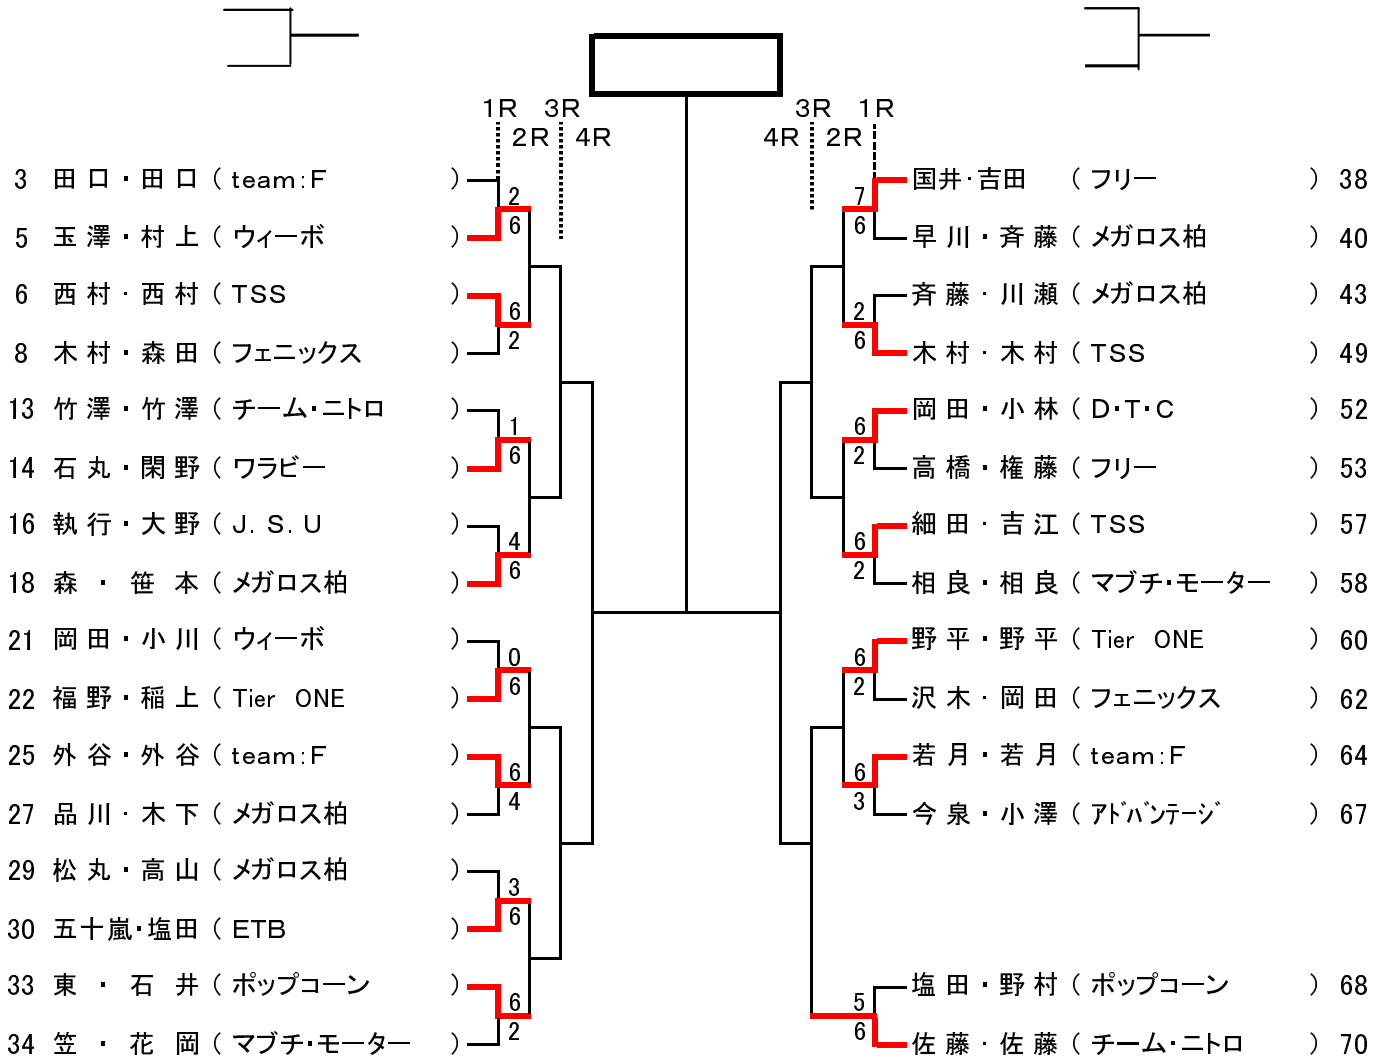 1R 3R 3R 1R
2R 4R 4R 2R
3 田口・田口 ( team:F ) 国井・吉田 ( フリー ) 38
2 7
6 6
5 玉澤・村上 ( ウィーボ ) 早川・斉藤 ( メガロス柏 ) 40
6 西村・西村 ( TSS ) 斉藤・川瀬 ( メガロス柏 ) 43
6 2
2 6
8 木村・森田 ( フェニックス ) 木村・木村 ( TSS ) 49
13 竹澤・竹澤 ( チーム・ニトロ ) 岡田・小林 ( D・T・C ) 52
1 6
6 2
14 石丸・閑野 ( ワラビー ) 高橋・権藤 ( フリー ) 53
16 執行・大野 ( J.S.U ) 細田・吉江 ( TSS ) 57
4 6
6 2
18 森・笹本 ( メガロス柏 ) 相良・相良 ( マブチ・モーター ) 58
21 岡田・小川 ( ウィーボ ) 野平・野平 ( Tier ONE ) 60
0 6
6 2
22 福野・稲上 ( Tier ONE ) 沢木・岡田 ( フェニックス ) 62
25 外谷・外谷 ( team:F ) 若月・若月 ( team:F ) 64
6 6
4 3
27 品川・木下 ( メガロス柏 ) 今泉・小澤 ( アドバンテージ ) 67
29 松丸・高山 ( メガロス柏 )
3
6
30 五十嵐・塩田 ( ETB )
33 東・石井 ( ポップコーン ) 塩田・野村 ( ポップコーン ) 68
6 5
2 6
34 笠・花岡 ( マブチ・モーター ) 佐藤・佐藤 ( チーム・ニトロ ) 70